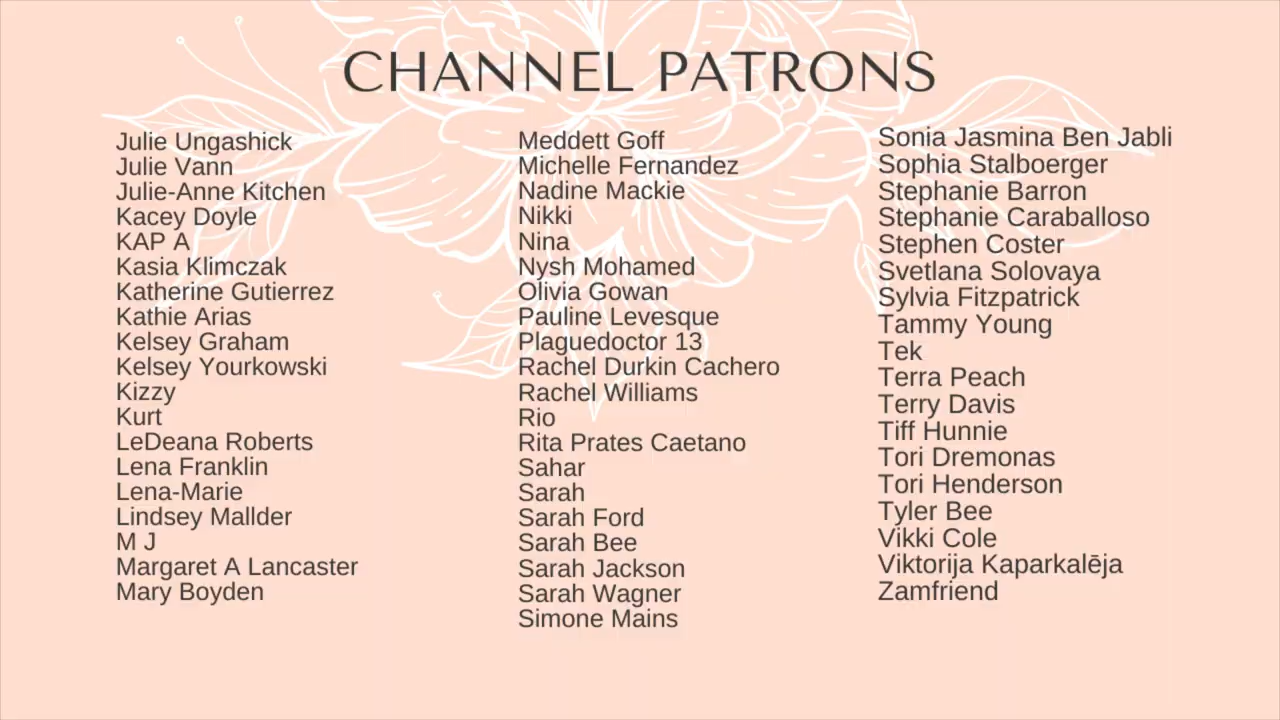 CHANNEL PATRONS
Julie Ungashick
Julie Vann
Julie-Anne Kitchen
Kacey Doyle
KAP A
Kasia Klimczak
Katherine Gutierrez
Kathie Arias
Kelsey Graham
Kelsey Yourkowski
Kizzy
Kurt
LeDeana Roberts
Lena Franklin
Lena-Marie
Lindsey Mallder
M J
Margaret A Lancaster
Mary Boyden
Meddett Goff
Michelle Fernandez
Nadine Mackie
Nikki
Nina
Nysh Mohamed
Olivia Gowan
Pauline Levesque
Plaguedoctor 13
Rachel Durkin Cachero
Rachel Williams
Rio
Rita Prates Caetano
Sahar
Sarah
Sarah Ford
Sarah Bee
Sarah Jackson
Sarah Wagner
Simone Mains
Sonia Jasmina Ben Jabli
Sophia Stalboerger
Stephanie Barron
Stephanie Caraballoso
Stephen Coster
Svetlana Solovaya
Sylvia Fitzpatrick
Tammy Young
Tek
Terra Peach
Terry Davis
Tiff Hunnie
Tori Dremonas
Tori Henderson
Tyler Bee
Vikki Cole
Viktorija Kaparkalēja
Zamfriend